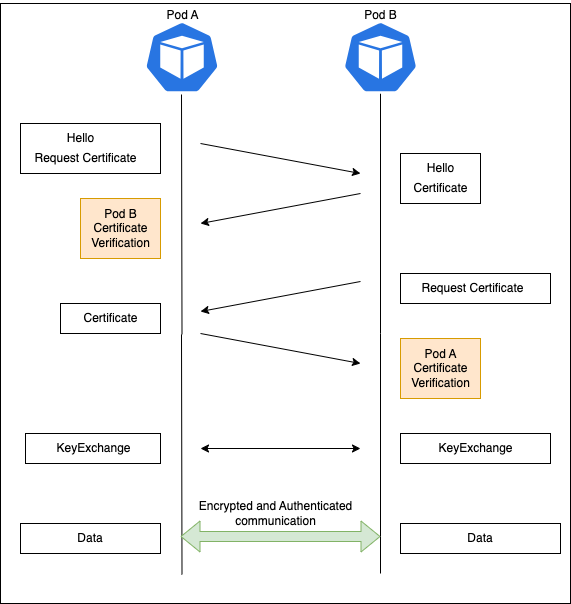 Pod A
Pod B
Hello
Request Certificate
Hello
Certificate
Pod B
Certificate
Verification
Request Certificate
Certificate
Pod A
Certificate
Verification
KeyExchange
KeyExchange
Encrypted and Authenticated
communication
Data
Data